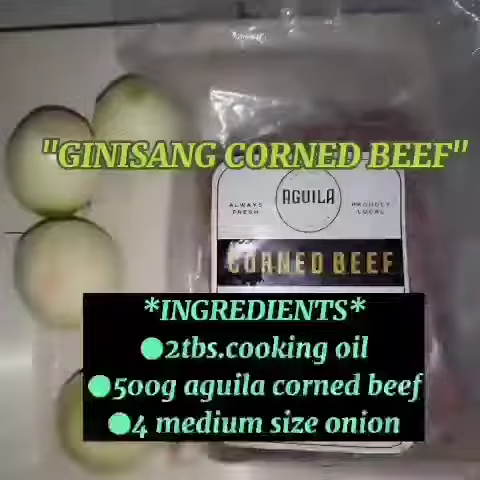 "GINISANG CORNED BEEF"
AGUILA
ALWAYS
FRESH
PROUDLY
LOCAL
CORNED BEEF
*INGREDIENTS*
●2tbs.cooking oil
●500g aguila corned beef
●4 medium size onion